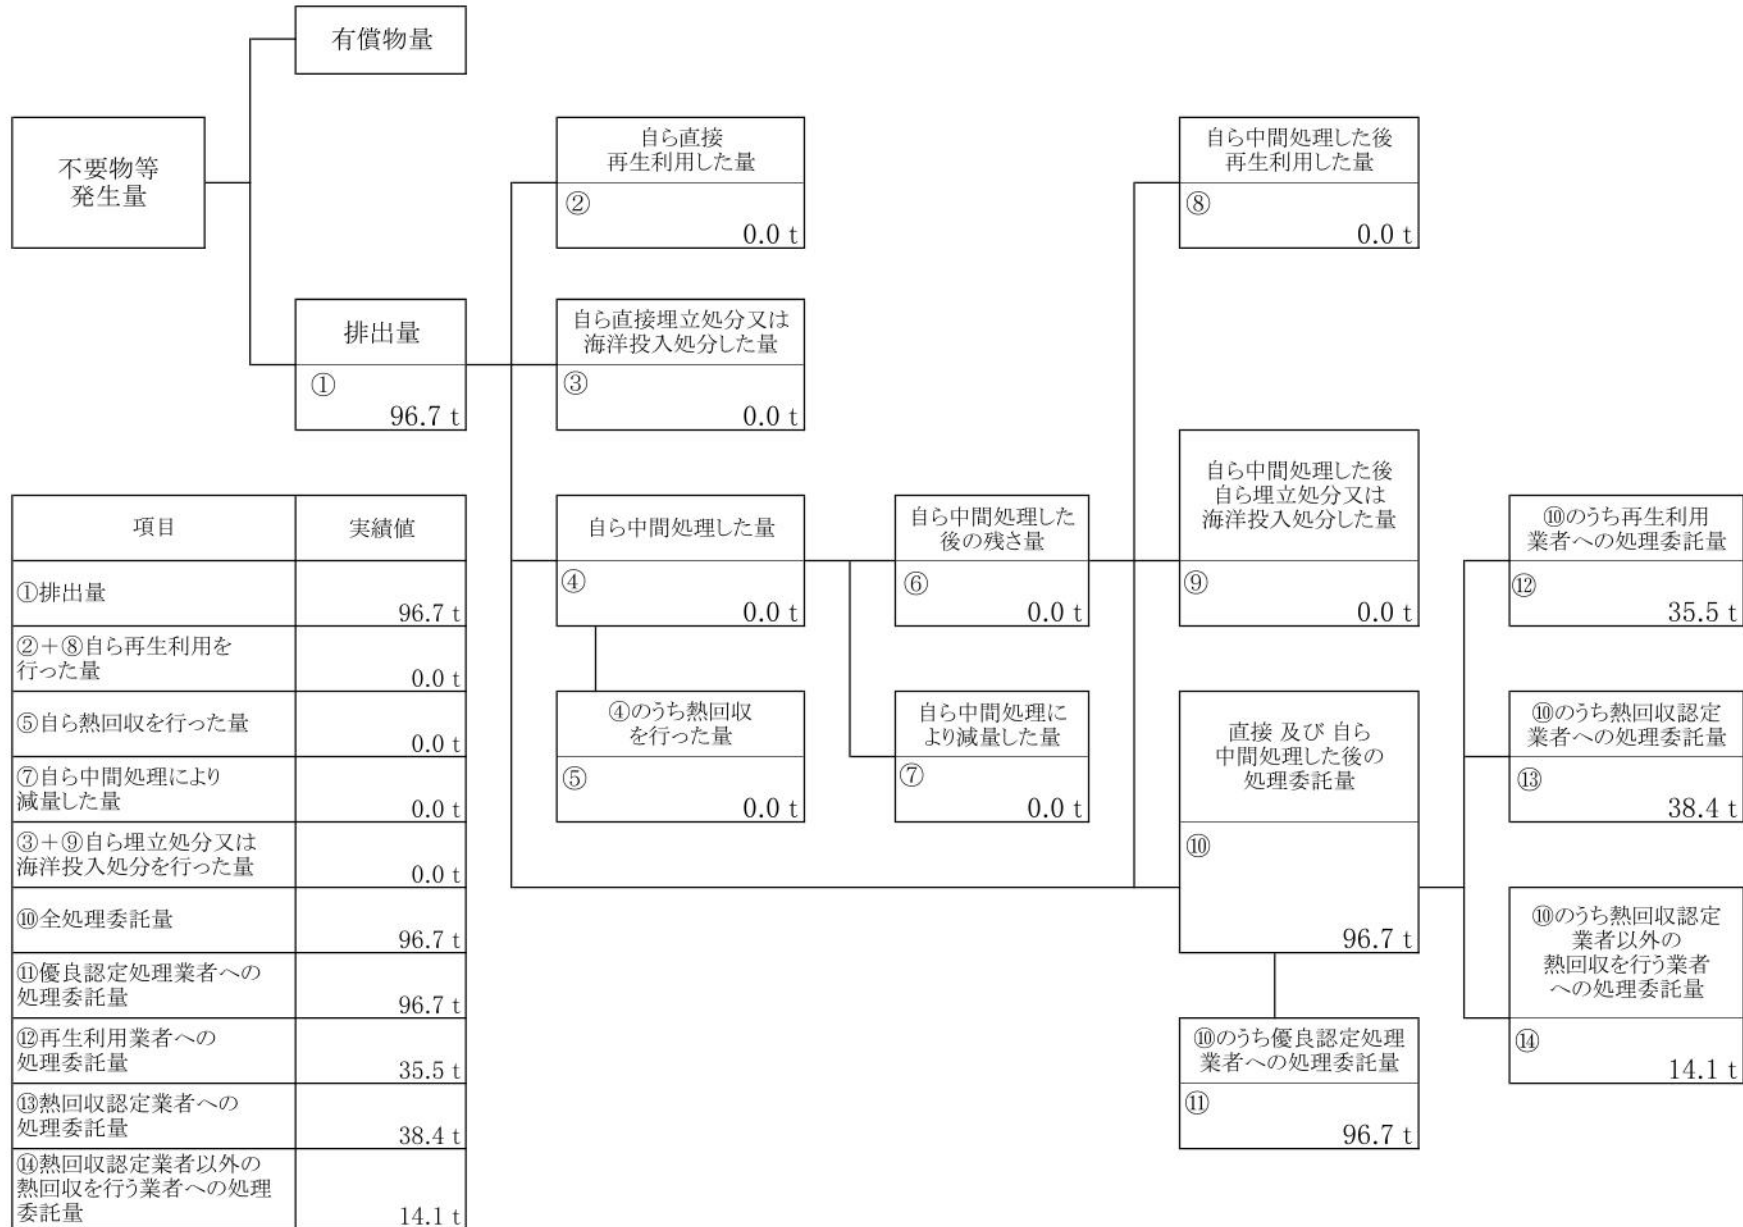 有償物量
不要物等
発生量
自ら直接
再生利用した量
②
0.0 t
自ら中間処理した後
再生利用した量
⑧
0.0 t
排出量
①
96.7 t
自ら直接埋立処分又は
海洋投入処分した量
③
0.0 t
自ら中間処理した量
④
0.0 t
自ら中間処理した
後の残さ量
⑥
0.0 t
自ら中間処理した後
自ら埋立処分又は
海洋投入処分した量
⑨
0.0 t
⑩のうち再生利用
業者への処理委託量
⑫
35.5 t
④のうち熱回収
を行った量
⑤
0.0 t
自ら中間処理に
より減量した量
⑦
0.0 t
直接 及び 自ら
中間処理した後の
処理委託量
⑩
96.7 t
⑩のうち熱回収認定
業者への処理委託量
⑬
38.4 t
⑩のうち熱回収認定
業者以外の
熱回収を行う業者
への処理委託量
⑭
14.1 t
⑩のうち優良認定処理
業者への処理委託量
⑪
96.7 t
項目 実績値
①排出量
96.7 t
②＋⑧自ら再生利用を
行った量
0.0 t
⑤自ら熱回収を行った量
0.0 t
⑦自ら中間処理により
減量した量
0.0 t
③＋⑨自ら埋立処分又は
海洋投入処分を行った量
0.0 t
⑩全処理委託量
96.7 t
⑪優良認定処理業者への
処理委託量
96.7 t
⑫再生利用業者への
処理委託量
35.5 t
⑬熱回収認定業者への
処理委託量
38.4 t
⑭熱回収認定業者以外の
熱回収を行う業者への処理
委託量
14.1 t